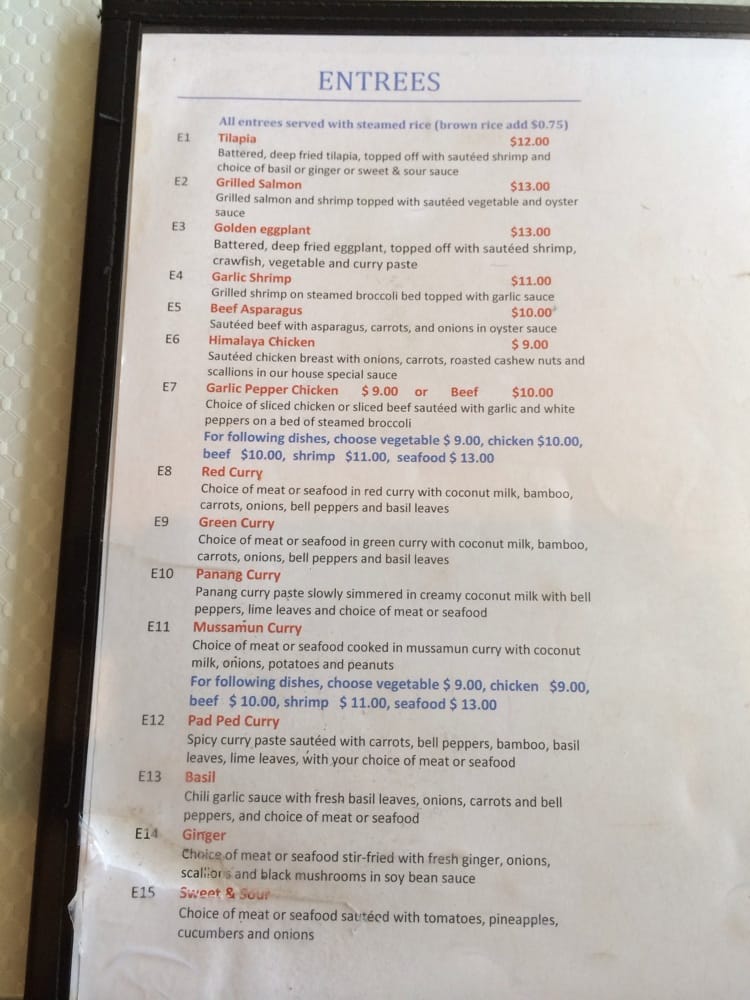 ENTREES
All entrees served with steamed rice (brown rice add $0.75)
E1 Tilapia $12.00
Battered, deep fried tilapia, topped off with sautéed shrimp and
choice of basil or ginger or sweet & sour sauce
E2 Grilled Salmon $13.00
Grilled salmon and shrimp topped with sautéed vegetable and oyster
sauce
E3 Golden eggplant $13.00
Battered, deep fried eggplant, topped off with sautéed shrimp,
crawfish, vegetable and curry paste
E4 Garlic Shrimp $11.00
Grilled shrimp on steamed broccoli bed topped with garlic sauce
E5 Beef Asparagus $10.00
Sautéed beef with asparagus, carrots, and onions in oyster sauce
E6 Himalaya Chicken $ 9.00
Sautéed chicken breast with onions, carrots, roasted cashew nuts and
scallions in our house special sauce
E7 Garlic Pepper Chicken $ 9.00 or Beef $10.00
Choice of sliced chicken or sliced beef sautéed with garlic and white
peppers on a bed of steamed broccoli
For following dishes, choose vegetable $ 9.00, chicken $10.00,
beef $10.00, shrimp $11.00, seafood $ 13.00
E8 Red Curry
Choice of meat or seafood in red curry with coconut milk, bamboo,
carrots, onions, bell peppers and basil leaves
E9 Green Curry
Choice of meat or seafood in green curry with coconut milk, bamboo,
carrots, onions, bell peppers and basil leaves
E10 Panang Curry
Panang curry paste slowly simmered in creamy coconut milk with bell
peppers, lime leaves and choice of meat or seafood
E11 Mussamun Curry
Choice of meat or seafood cooked in mussamun curry with coconut
milk, onions, potatoes and peanuts
For following dishes, choose vegetable $ 9.00, chicken $9.00,
beef $ 10.00, shrimp $ 11.00, seafood $ 13.00
E12 Pad Ped Curry
Spicy curry paste sautéed with carrots, bell peppers, bamboo, basil
leaves, lime leaves, with your choice of meat or seafood
E13 Basil
Chili garlic sauce with fresh basil leaves, onions, carrots and bell
peppers, and choice of meat or seafood
E14 Ginger
Choice of meat or seafood stir-fried with fresh ginger, onions,
scallions and black mushrooms in soy bean sauce
E15 Sweet & Sour
Choice of meat or seafood sautéed with tomatoes, pineapples,
cucumbers and onions